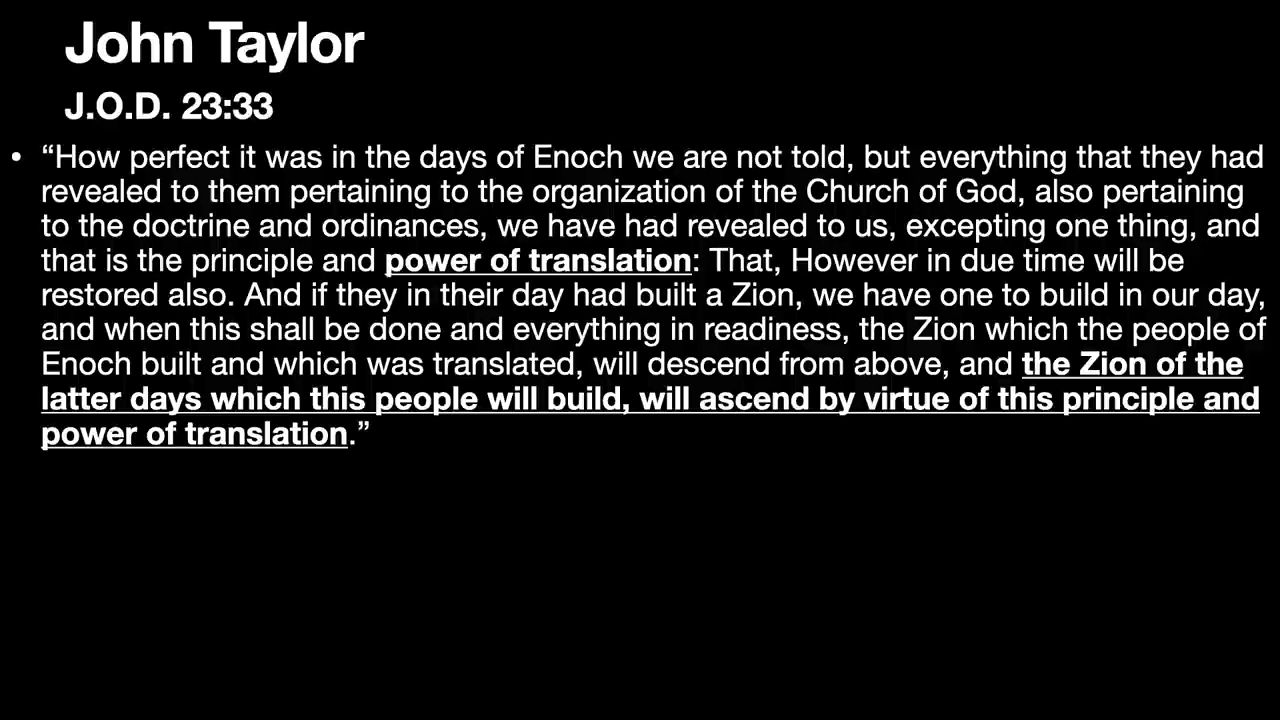 John Taylor
J.O.D. 23:33
• “How perfect it was in the days of Enoch we are not told, but everything that they had
revealed to them pertaining to the organization of the Church of God, also pertaining
to the doctrine and ordinances, we have had revealed to us, excepting one thing, and
that is the principle and power of translation: That, However in due time will be
restored also. And if they in their day had built a Zion, we have one to build in our day,
and when this shall be done and everything in readiness, the Zion which the people of
Enoch built and which was translated, will descend from above, and the Zion of the
latter days which this people will build, will ascend by virtue of this principle and
power of translation.”